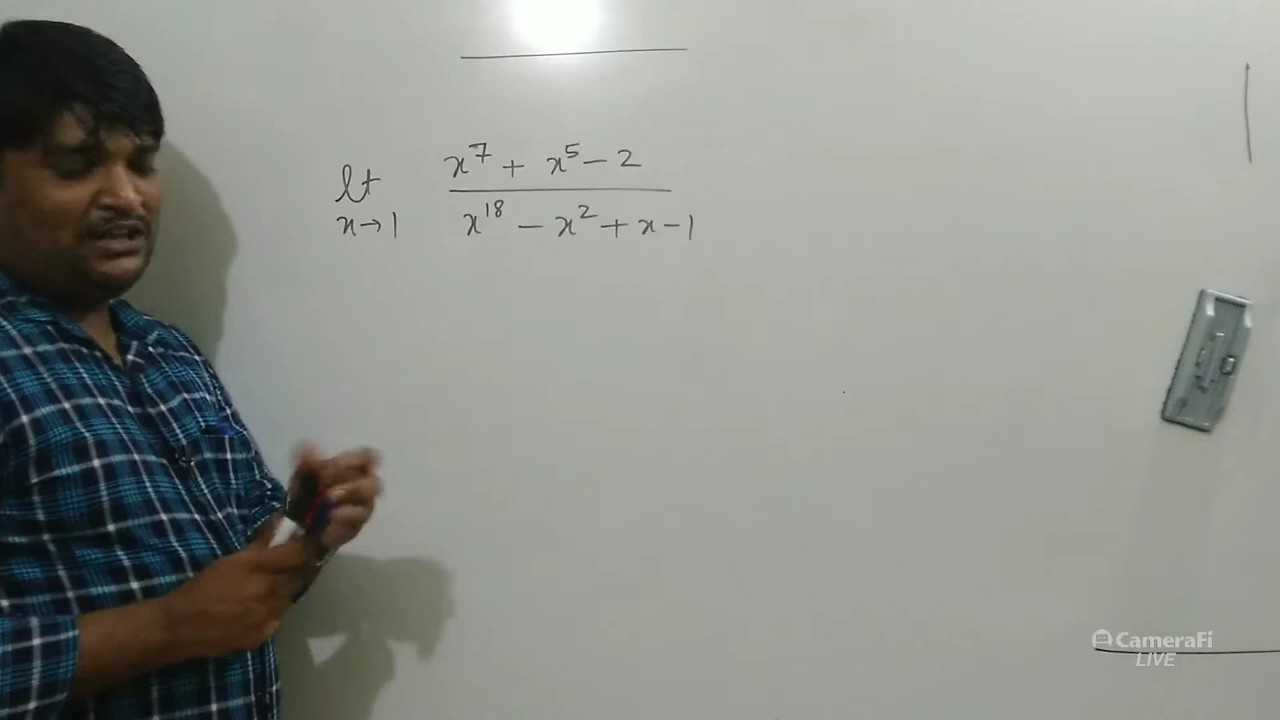 lt x→1 x⁷ + x⁵ − 2
x¹⁸ − x² + x − 1
CameraFi
LIVE